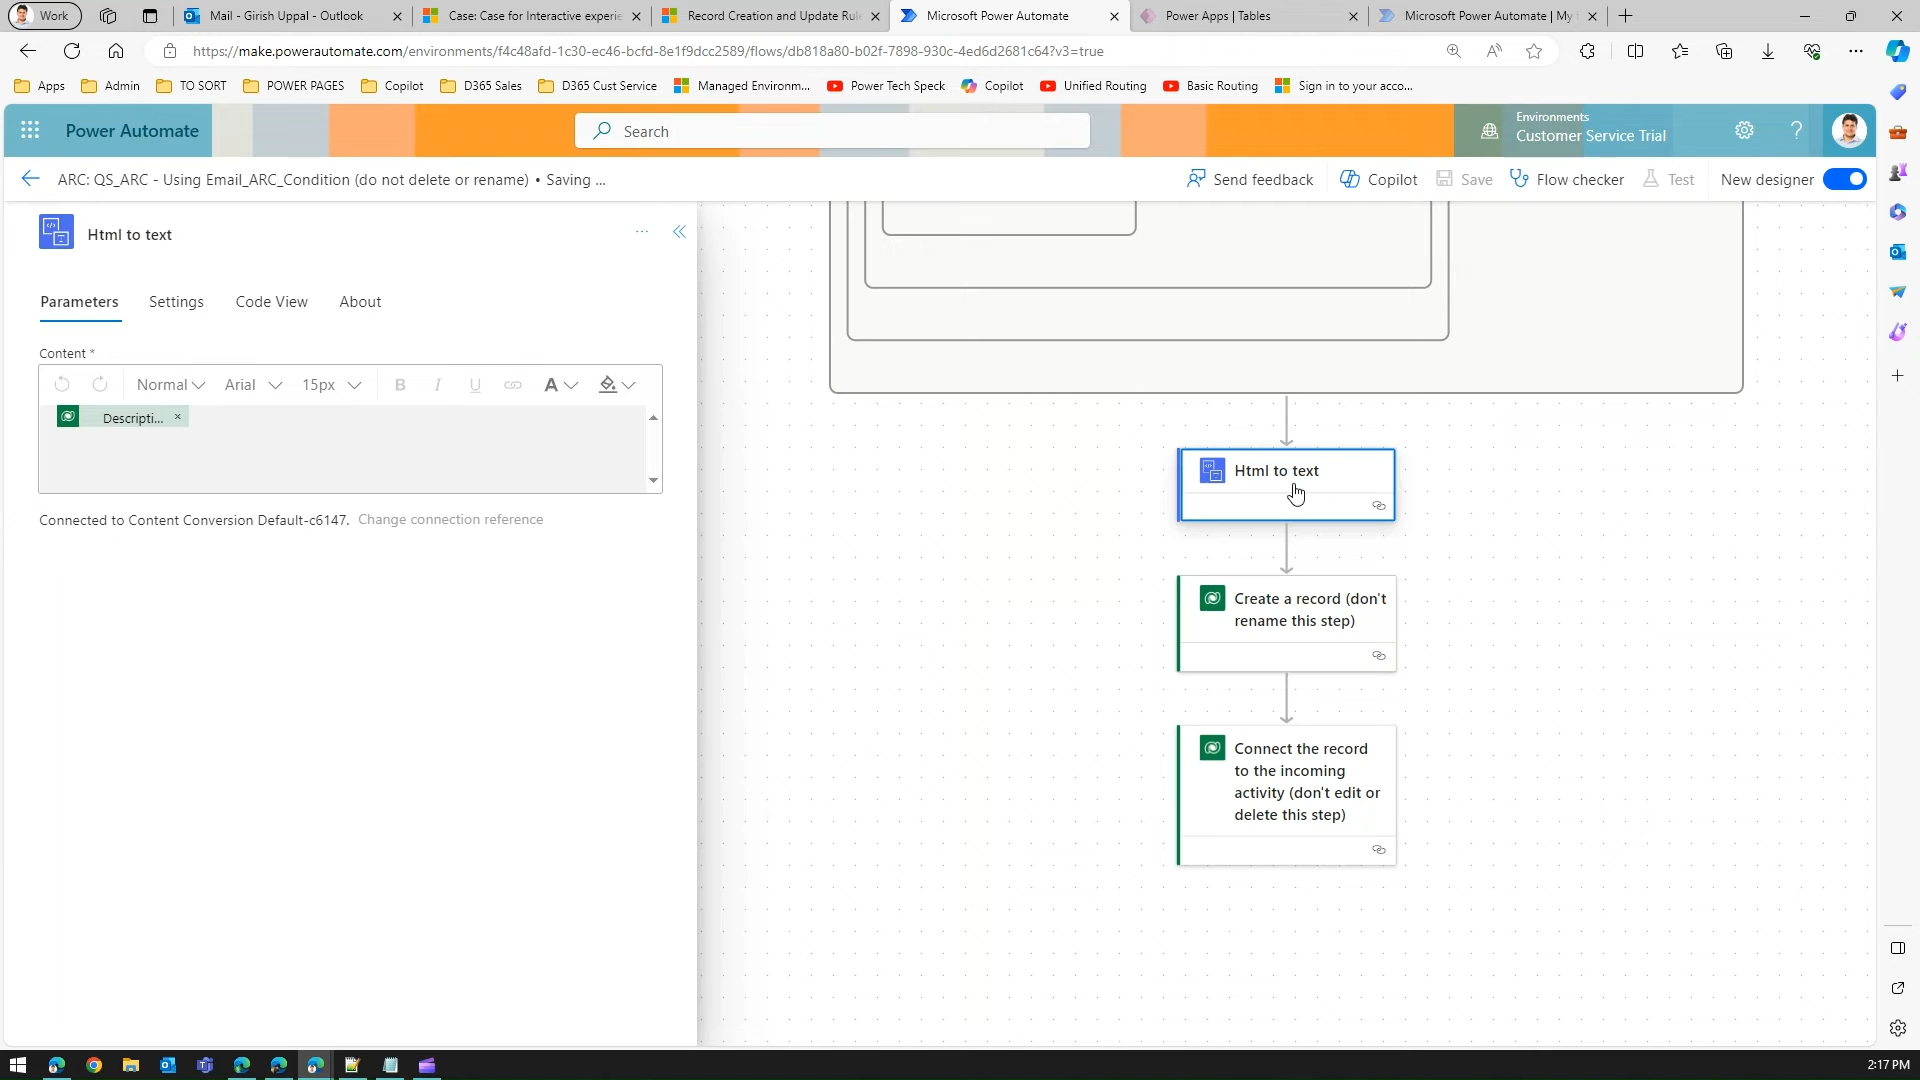 Work
Mail - Girish Uppal - Outlook
Case: Case for Interactive experie
Record Creation and Update Rul
Microsoft Power Automate
Power Apps | Tables
Microsoft Power Automate | My
https://make.powerautomate.com/environments/f4c48afd-1c30-ec46-bcfd-8e1f9dcc2589/flows/db818a80-b02f-7898-930c-4ed6d2681c64?v3=true
Apps
Admin
TO SORT
POWER PAGES
Copilot
D365 Sales
D365 Cust Service
Managed Environm...
Power Tech Speck
Copilot
Unified Routing
Basic Routing
Sign in to your acco...
Power Automate
Search
Environments
Customer Service Trial
ARC: QS_ARC - Using Email_ARC_Condition (do not delete or rename) • Saving ...
Send feedback
Copilot
Save
Flow checker
Test
New designer
Html to text
Parameters
Settings
Code View
About
Content *
Normal
Arial
15px
B
I
U
A
Descripti...
Connected to Content Conversion Default-c6147. Change connection reference
Html to text
Create a record (don't
rename this step)
Connect the record
to the incoming
activity (don't edit or
delete this step)
2:17 PM